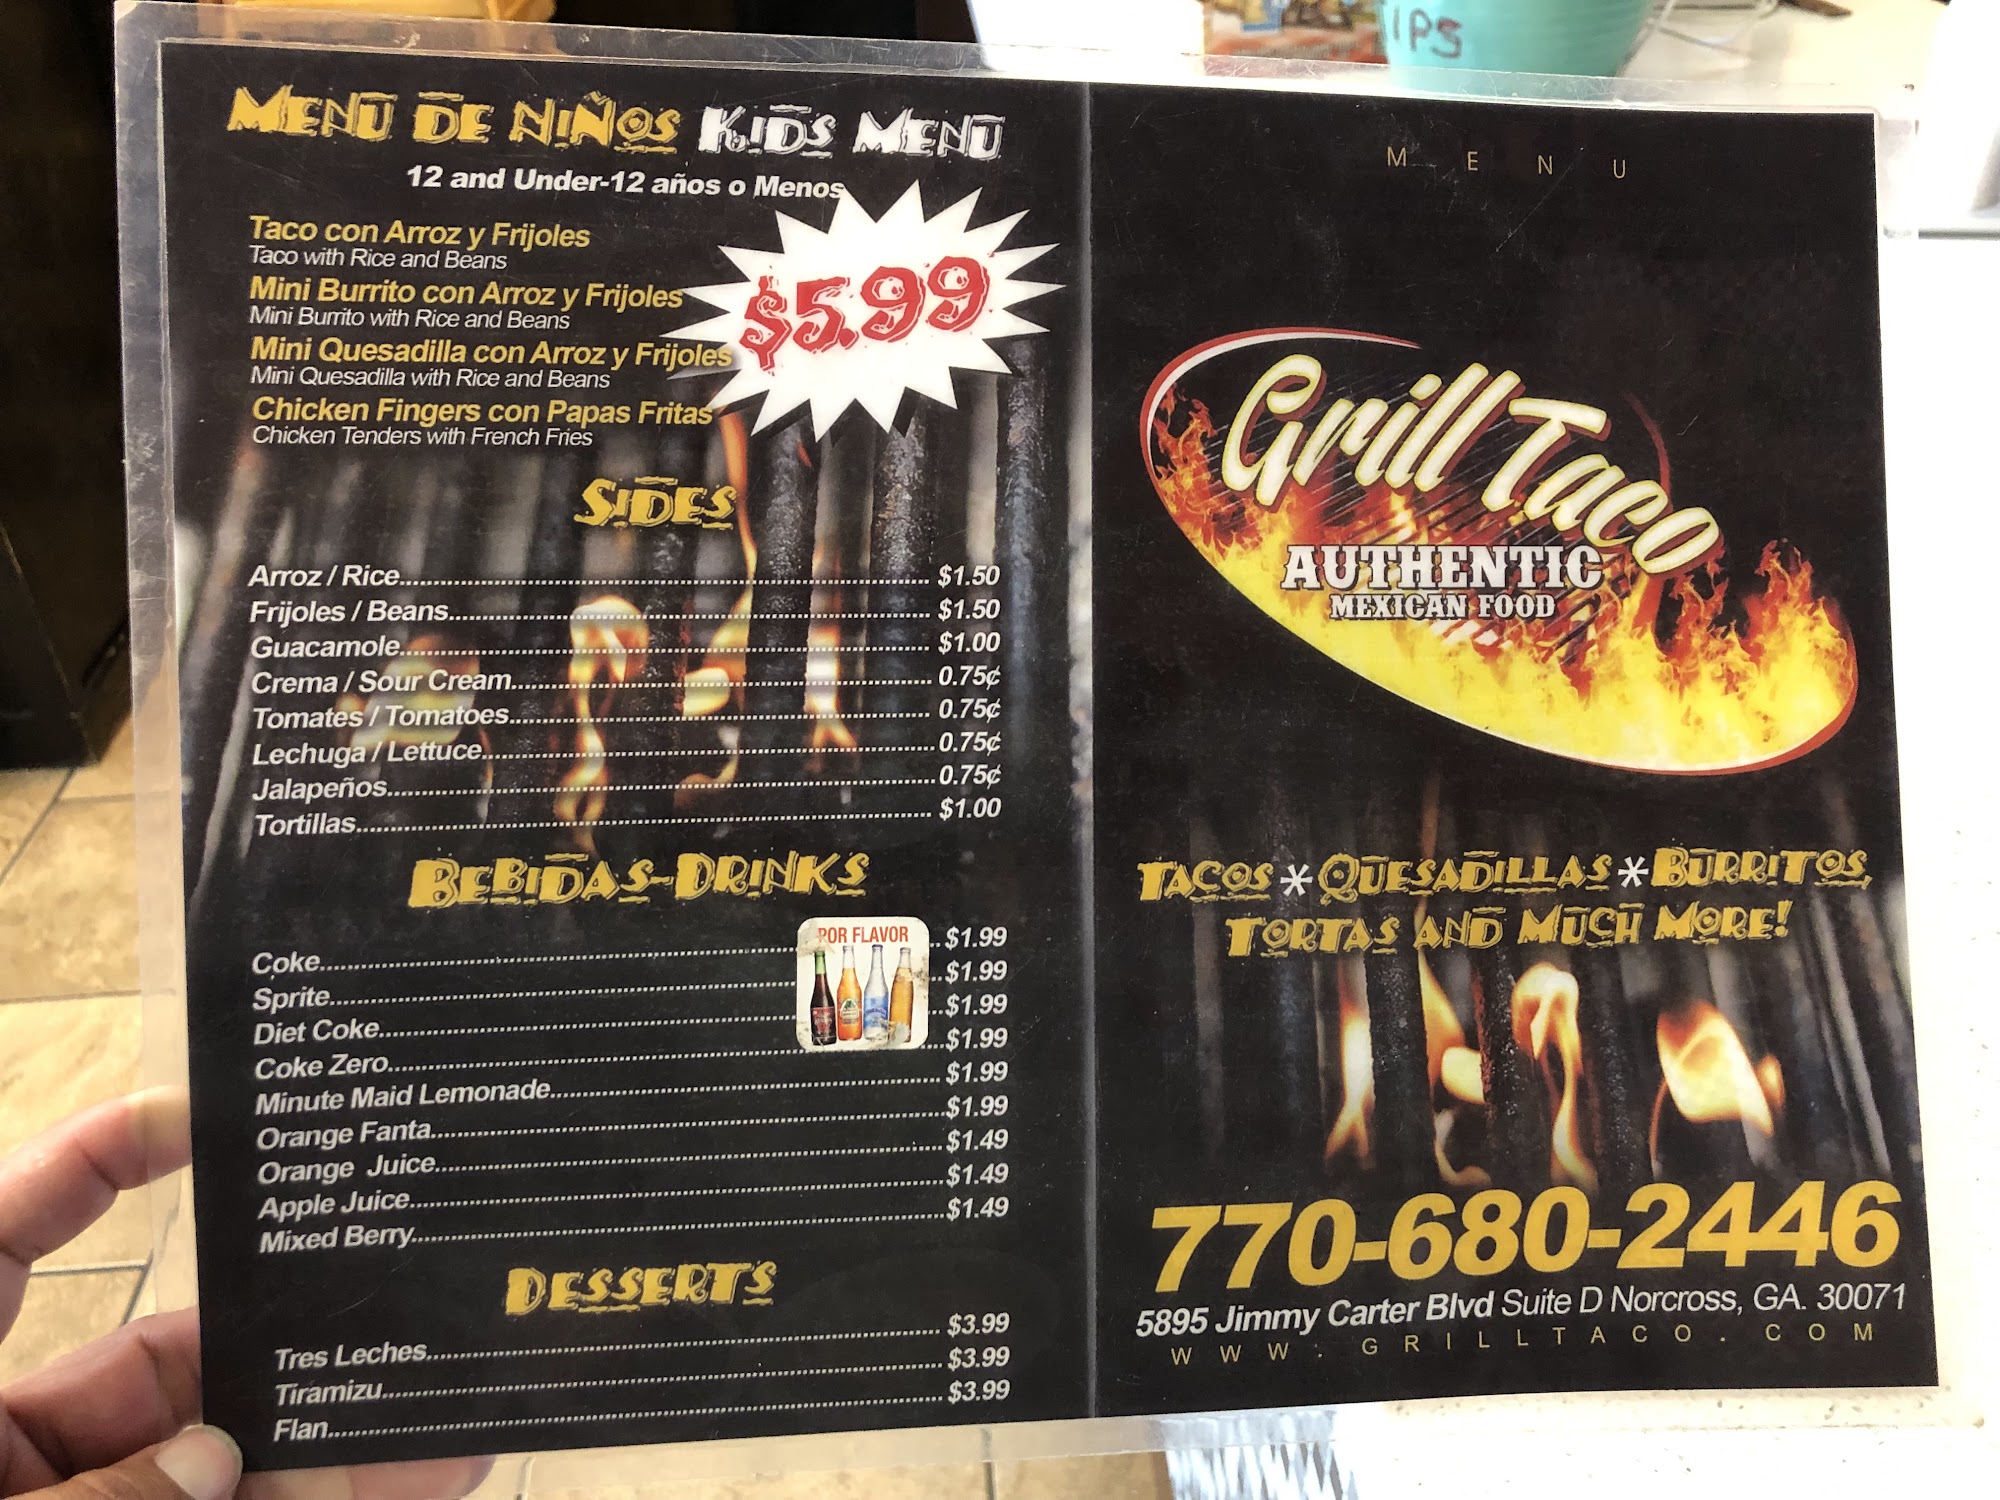 MENÚ DE NIÑOS KIDS MENU
12 and Under-12 años o Menos
$5.99
Taco con Arroz y Frijoles
Taco with Rice and Beans
Mini Burrito con Arroz y Frijoles
Mini Burrito with Rice and Beans
Mini Quesadilla con Arroz y Frijoles
Mini Quesadilla with Rice and Beans
Chicken Fingers con Papas Fritas
Chicken Tenders with French Fries
SIDES
Arroz / Rice.......... $1.50
Frijoles / Beans.......... $1.50
Guacamole.......... $1.00
Crema / Sour Cream.......... 0.75¢
Tomates / Tomatoes.......... 0.75¢
Lechuga / Lettuce.......... 0.75¢
Jalapeños.......... 0.75¢
Tortillas.......... $1.00
BEBIDAS-DRINKS
POR FLAVOR
Coke.......... $1.99
Sprite.......... $1.99
Diet Coke.......... $1.99
Coke Zero.......... $1.99
Minute Maid Lemonade.......... $1.99
Orange Fanta.......... $1.99
Orange Juice.......... $1.49
Apple Juice.......... $1.49
Mixed Berry.......... $1.49
DESSERTS
Tres Leches.......... $3.99
Tiramizu.......... $3.99
Flan.......... $3.99
MENU
Grill Taco
AUTHENTIC
MEXICAN FOOD
TACOS * QUESADILLAS * BURRITOS,
TORTAS AND MUCH MORE!
770-680-2446
5895 Jimmy Carter Blvd Suite D Norcross, GA. 30071
WWW.GRILLTACO.COM
IPS